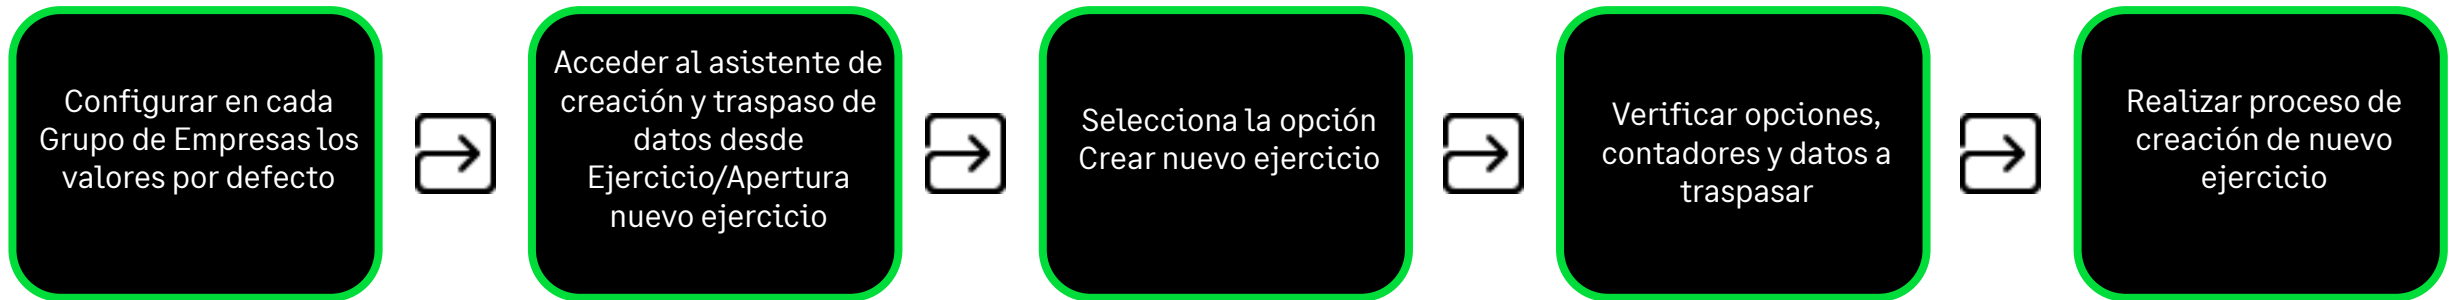 Configurar en cada
Grupo de Empresas los
valores por defecto
Acceder al asistente de
creación y traspaso de
datos desde
Ejercicio/Apertura
nuevo ejercicio
Selecciona la opción
Crear nuevo ejercicio
Verificar opciones,
contadores y datos a
traspasar
Realizar proceso de
creación de nuevo
ejercicio